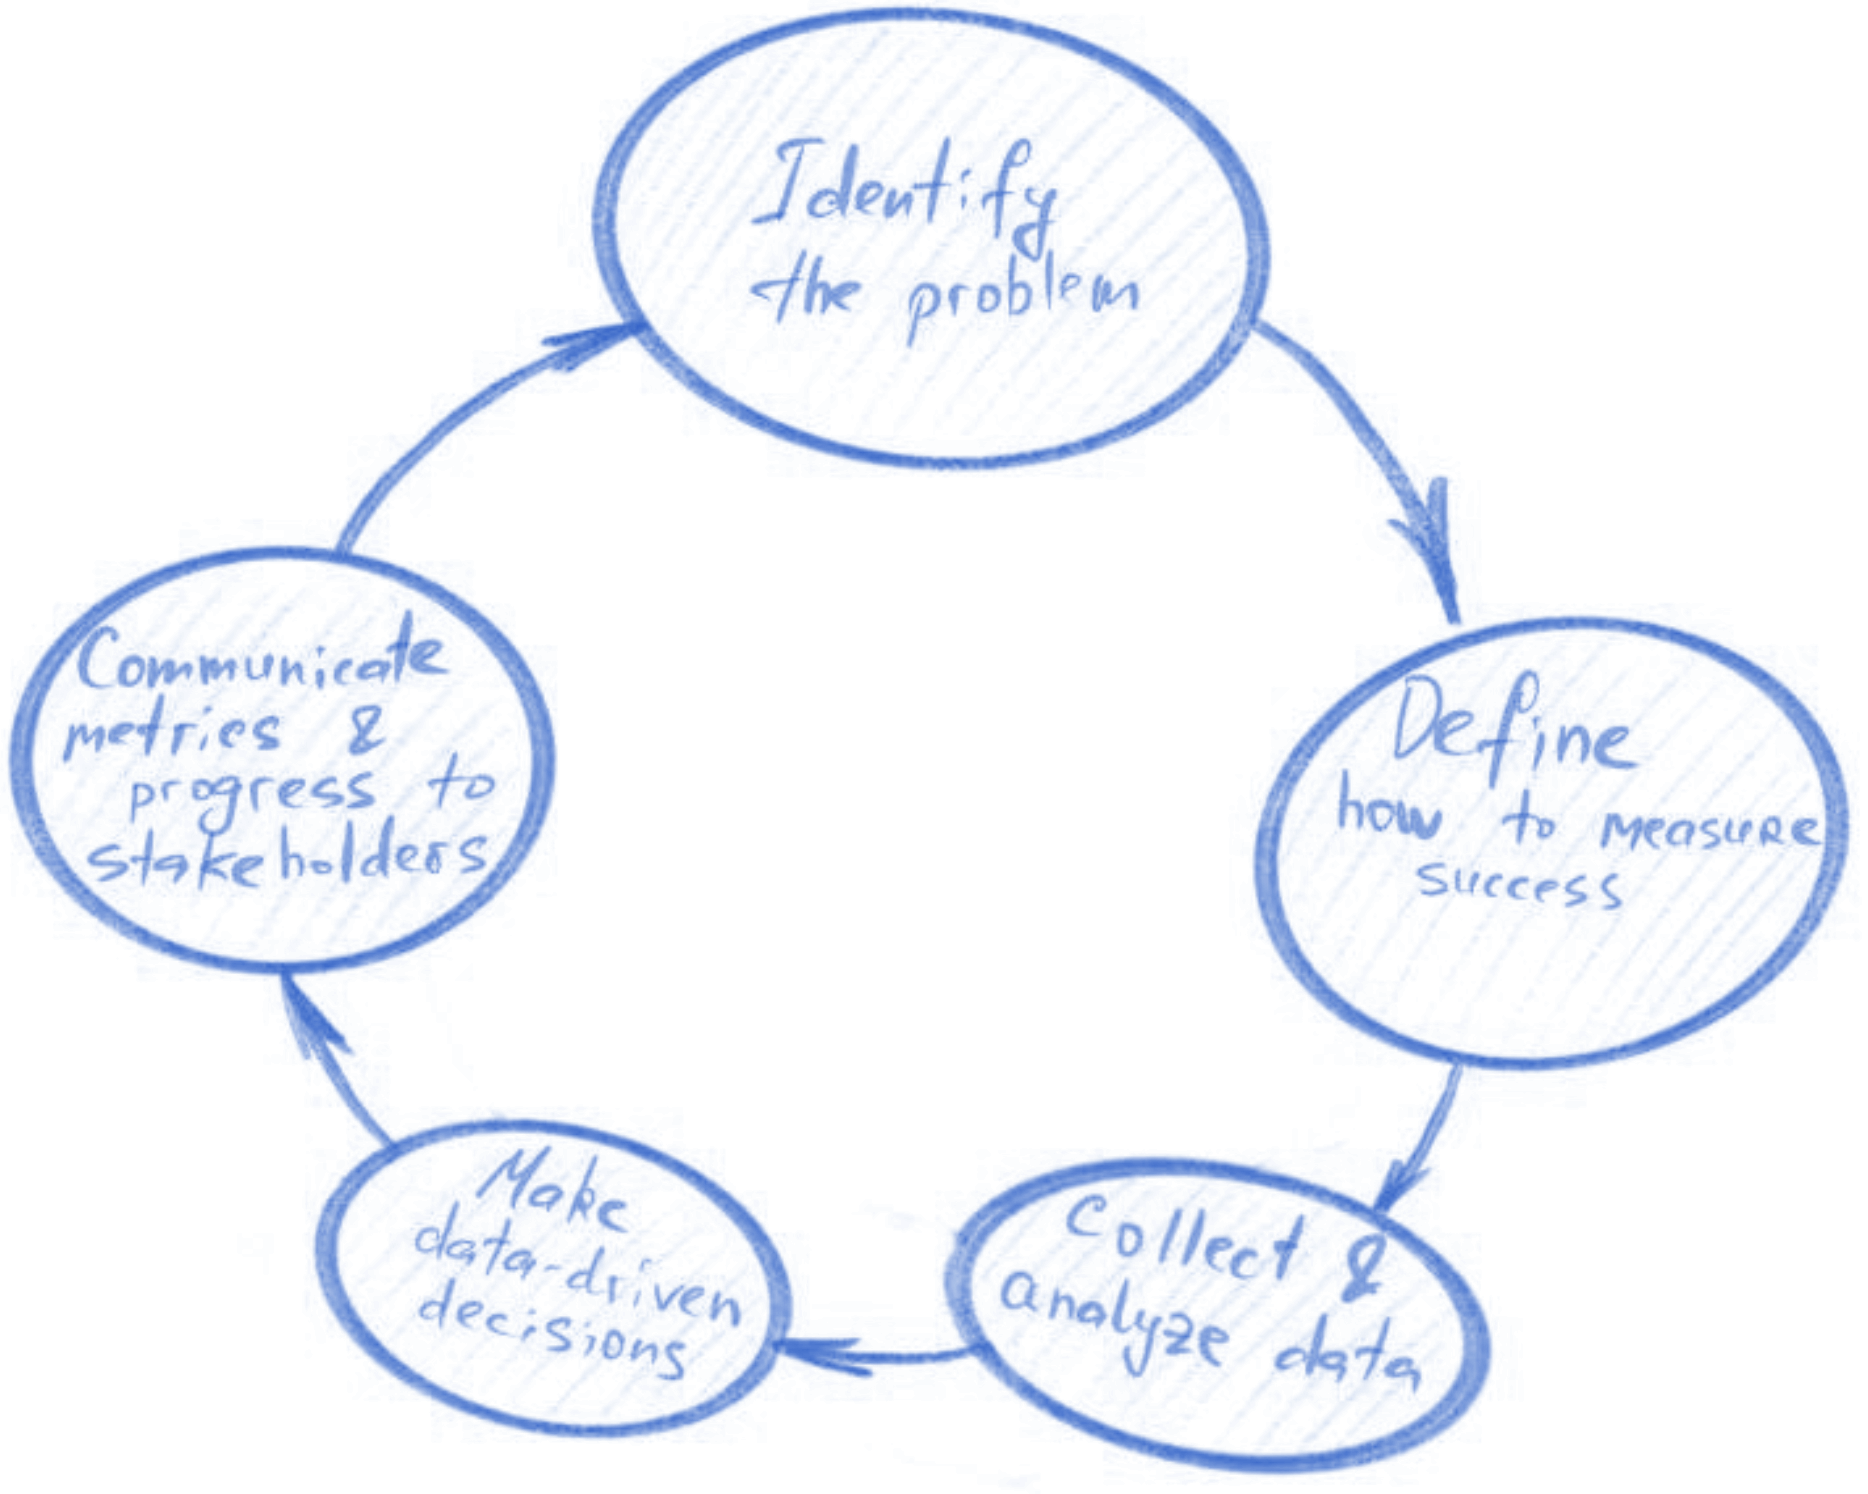 Identify
the problem
Define
how to measure
success
Collect &
analyze data
Make
data-driven
decisions
Communicate
metrics &
progress to
stakeholders